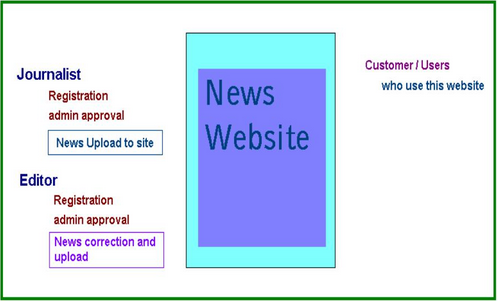 Journalist
Registration
admin approval
News Upload to site
Editor
Registration
admin approval
News correction and
upload
News
Website
Customer / Users
who use this website